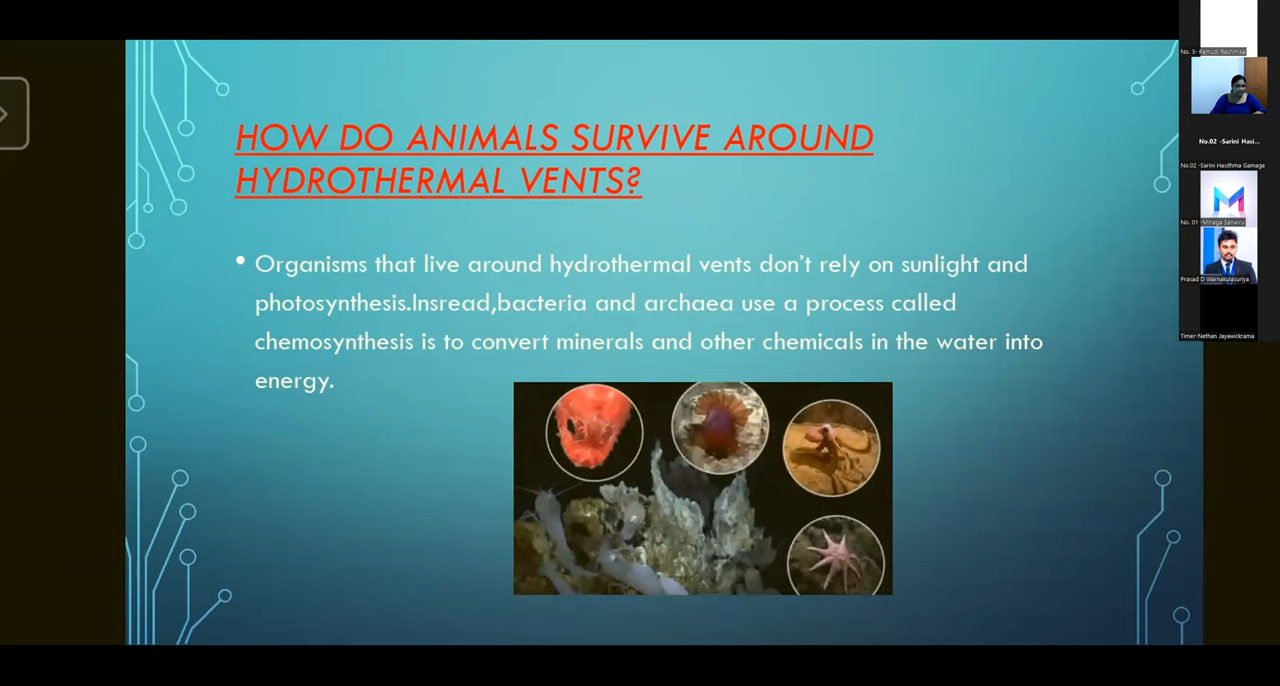 HOW DO ANIMALS SURVIVE AROUND
HYDROTHERMAL VENTS?
• Organisms that live around hydrothermal vents don't rely on sunlight and
photosynthesis.Insread,bacteria and archaea use a process called
chemosynthesis is to convert minerals and other chemicals in the water into
energy.
No. 3- Pamudi Rashmika
No.02 -Sarini Hasi...
No.02 -Sarini Hasithma Gamage
No. 01 -Minaga Sanwiru
Prasad D Warnakulasuriya
Timer-Nethan Jayawickrama